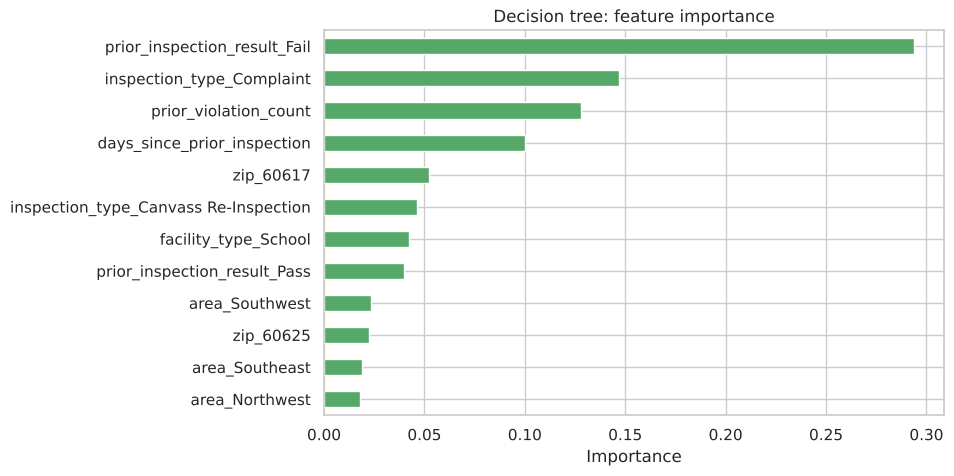 Decision tree: feature importance
prior_inspection_result_Fail
inspection_type_Complaint
prior_violation_count
days_since_prior_inspection
zip_60617
inspection_type_Canvass Re-Inspection
facility_type_School
prior_inspection_result_Pass
area_Southwest
zip_60625
area_Southeast
area_Northwest
0.00 0.05 0.10 0.15 0.20 0.25 0.30
Importance